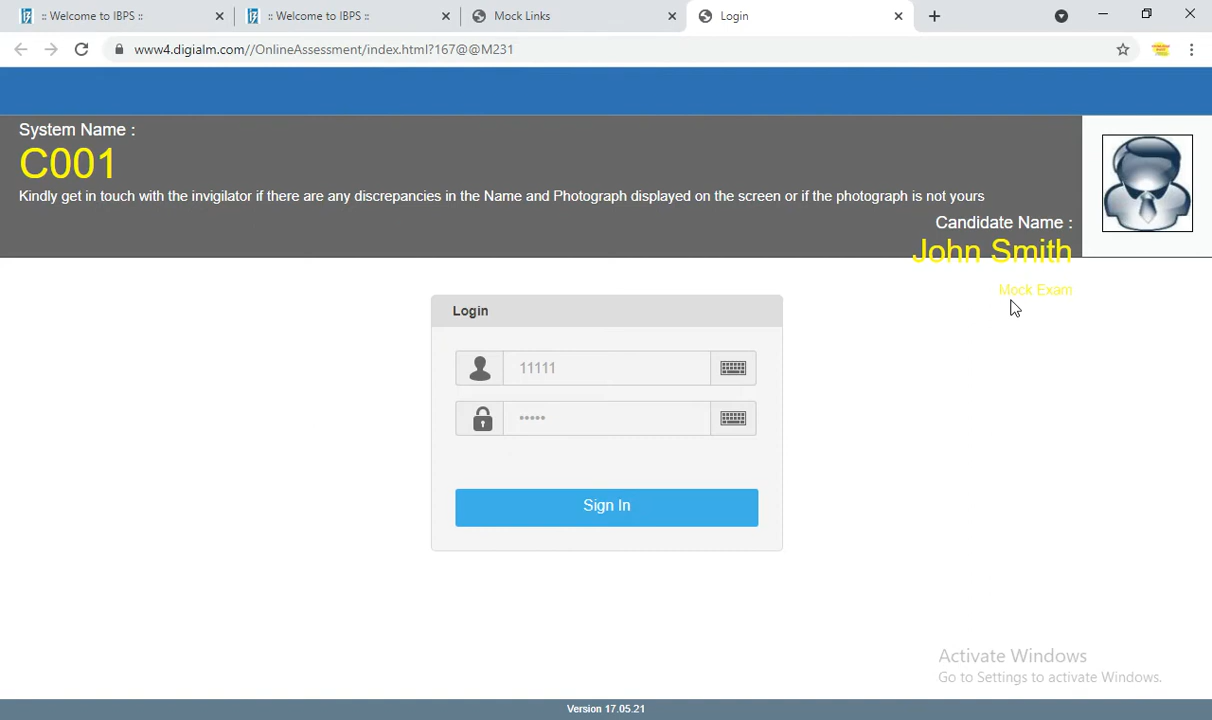 :: Welcome to IBPS ::
:: Welcome to IBPS ::
Mock Links
Login
www4.digialm.com//OnlineAssessment/index.html?167@@M231
System Name :
C001
Kindly get in touch with the invigilator if there are any discrepancies in the Name and Photograph displayed on the screen or if the photograph is not yours
Candidate Name :
John Smith
Mock Exam
Login
11111
•••••
Sign In
Activate Windows
Go to Settings to activate Windows.
Version 17.05.21